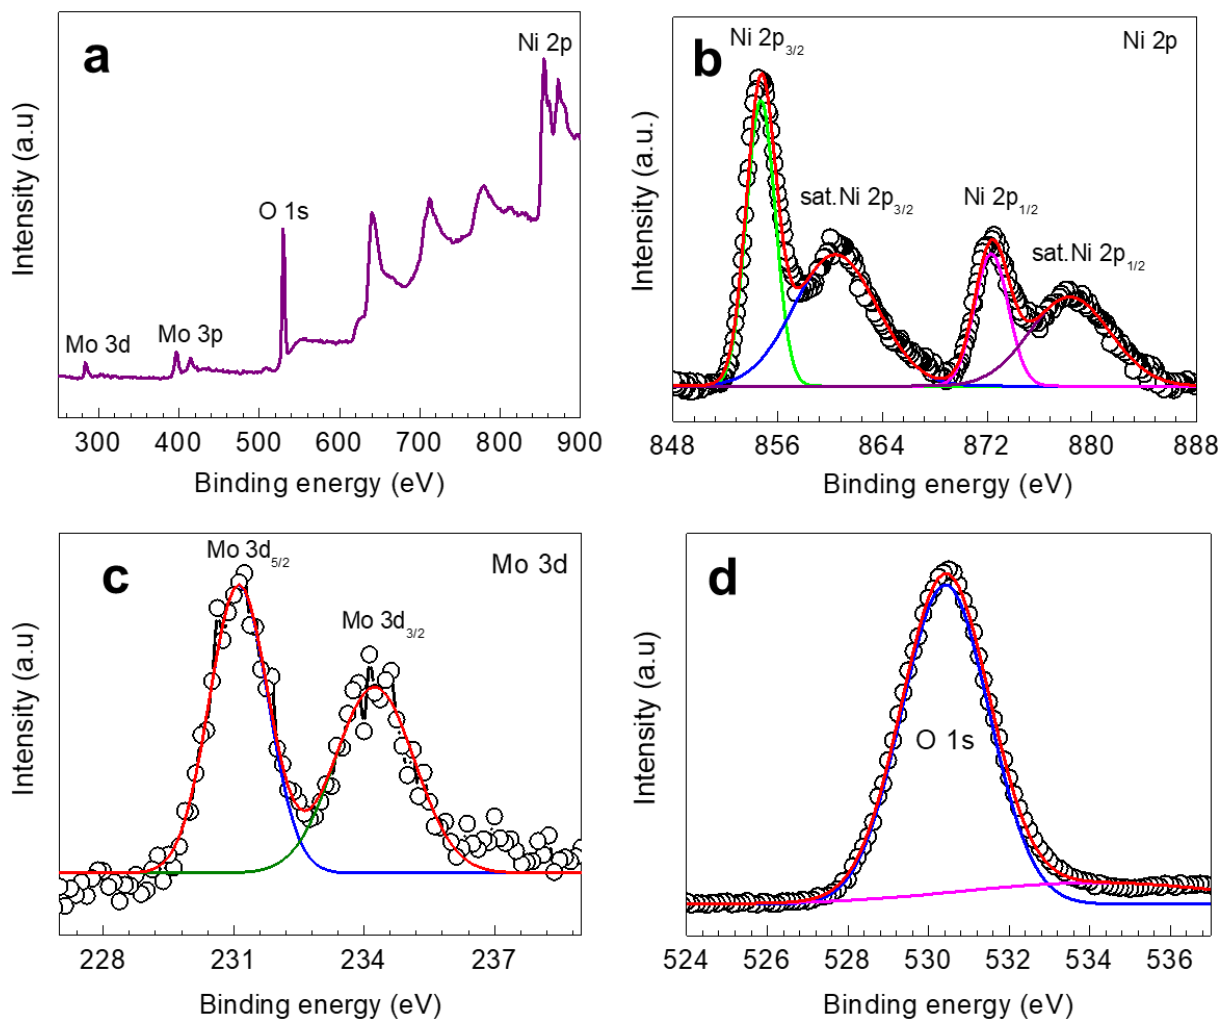 a
Ni 2p
O 1s
Mo 3p
Mo 3d
Intensity (a.u)
300 400 500 600 700 800 900
Binding energy (eV)
b
Ni 2p3/2
Ni 2p
sat.Ni 2p3/2
Ni 2p1/2
sat.Ni 2p1/2
Intensity (a.u.)
848 856 864 872 880 888
Binding energy (eV)
c
Mo 3d5/2
Mo 3d
Mo 3d3/2
Intensity (a.u)
228 231 234 237
Binding energy (eV)
d
O 1s
Intensity (a.u)
524 526 528 530 532 534 536
Binding energy (eV)